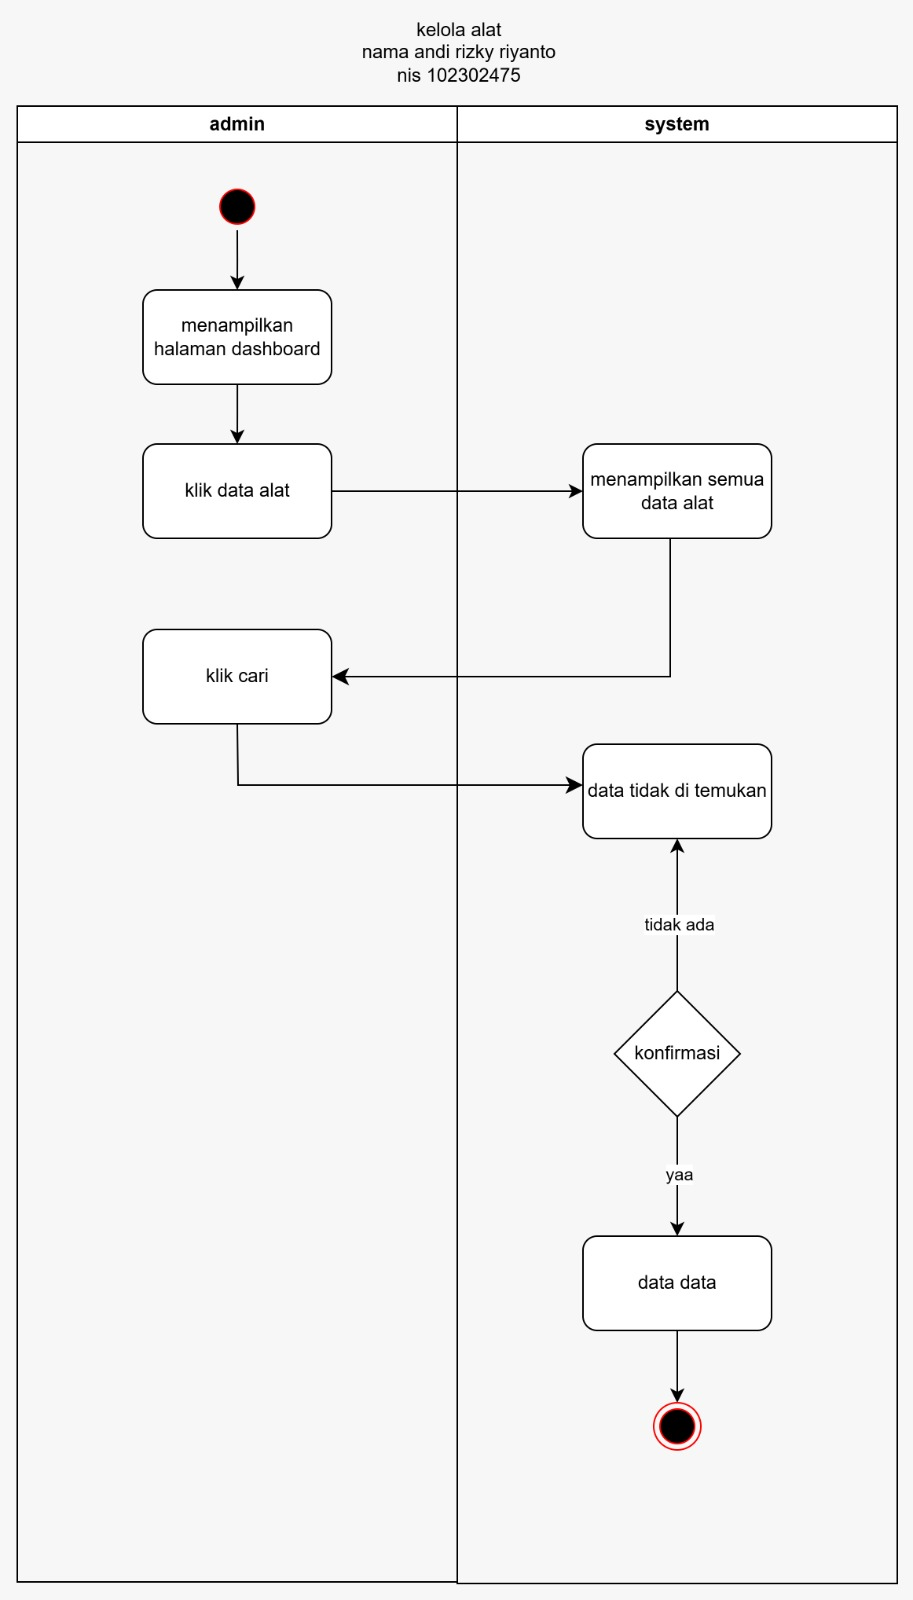 kelola alat
nama andi rizky riyanto
nis 102302475
admin
system
menampilkan
halaman dashboard
klik data alat
menampilkan semua
data alat
klik cari
data tidak di temukan
tidak ada
konfirmasi
yaa
data data